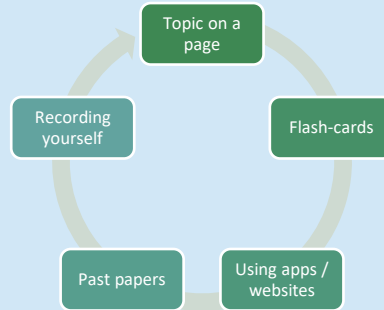 Topic on a
page
Flash-cards
Using apps /
websites
Past papers
Recording
yourself